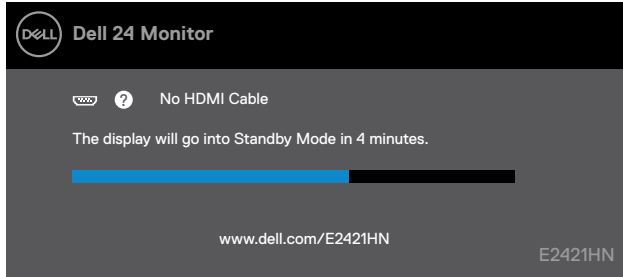 DELL
Dell 24 Monitor
? No HDMI Cable
The display will go into Standby Mode in 4 minutes.
www.dell.com/E2421HN
E2421HN